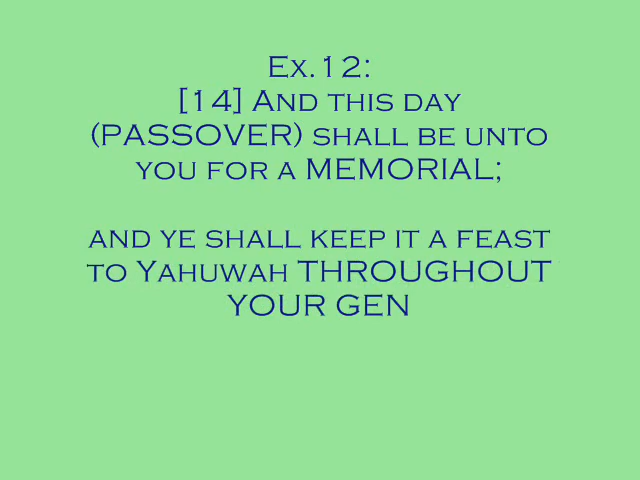 Ex.12:
[14] And this day
(PASSOVER) shall be unto
you for a MEMORIAL;
and ye shall keep it a feast
to Yahuwah THROUGHOUT
YOUR GEN